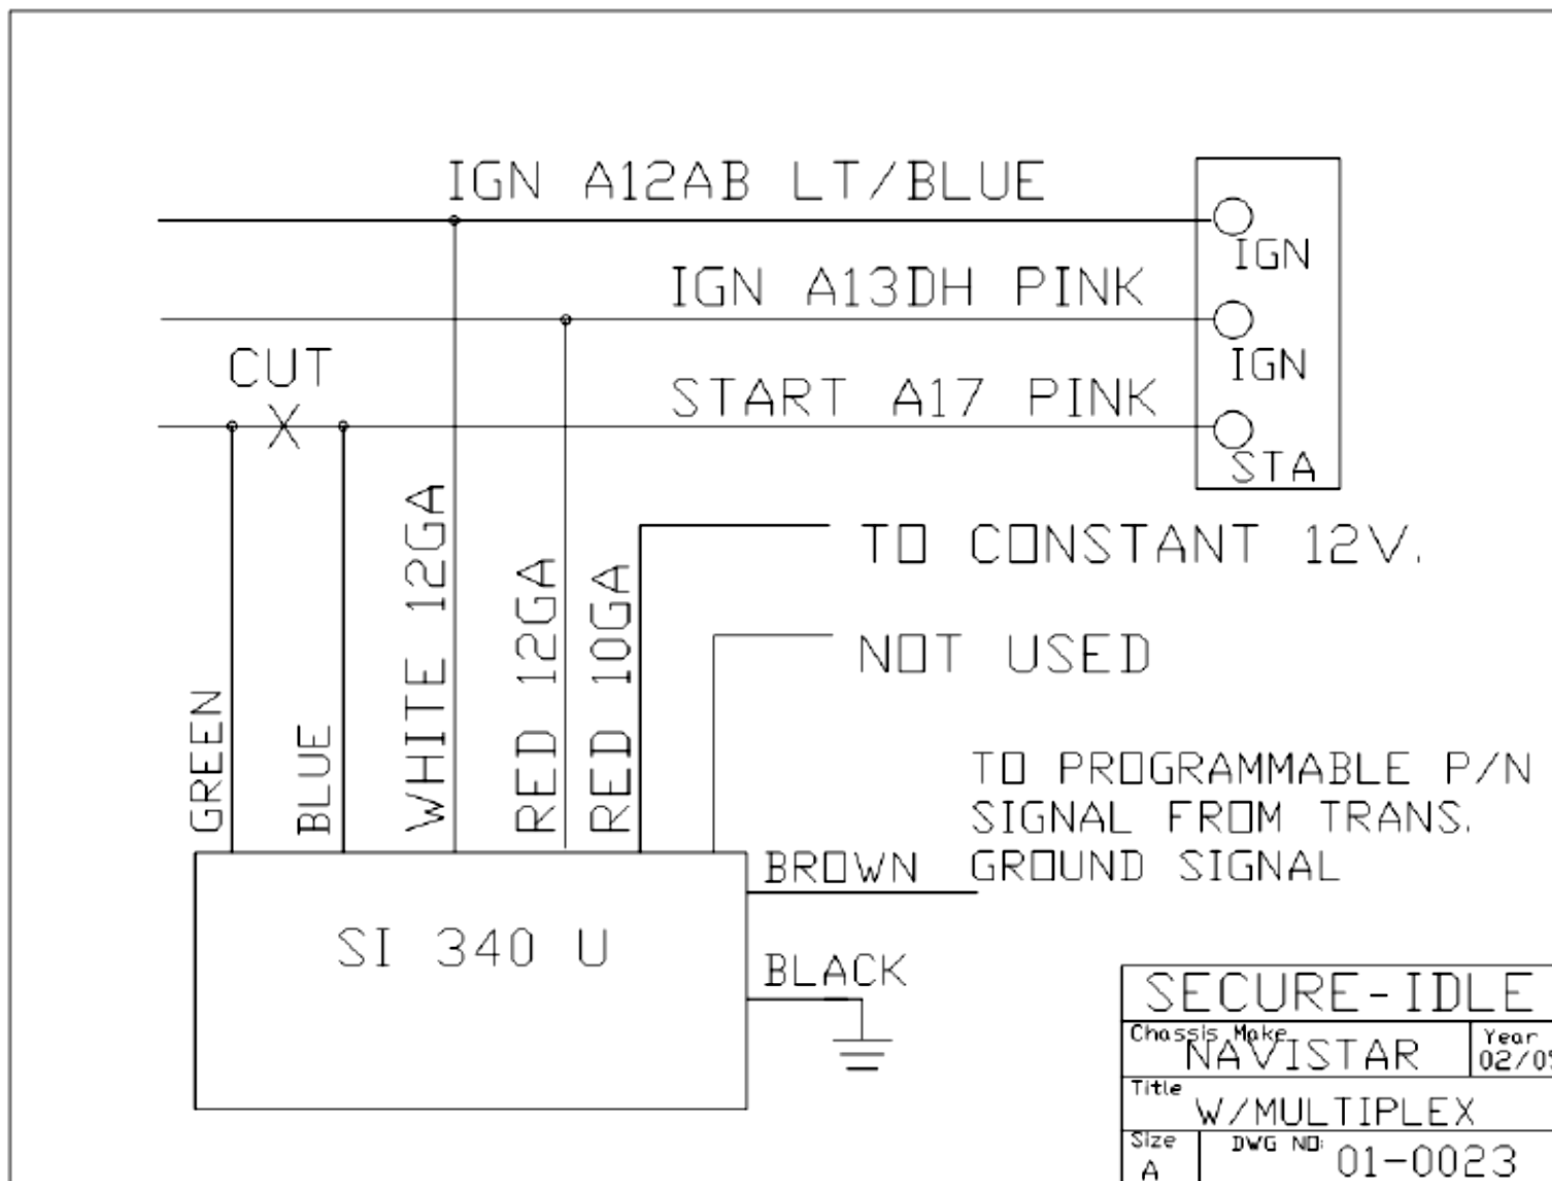 IGN A12AB LT/BLUE
IGN
IGN A13DH PINK
IGN
CUT
START A17 PINK
X
STA
TO CONSTANT 12V.
NOT USED
GREEN
BLUE
WHITE 12GA
RED 12GA
RED 10GA
TO PROGRAMMABLE P/N
SIGNAL FROM TRANS.
GROUND SIGNAL
BROWN
SI 340 U
BLACK
SECURE-IDLE
Chassis Make
NAVISTAR
Year
Title
W/MULTIPLEX
Size
A
DWG NO:
01-0023